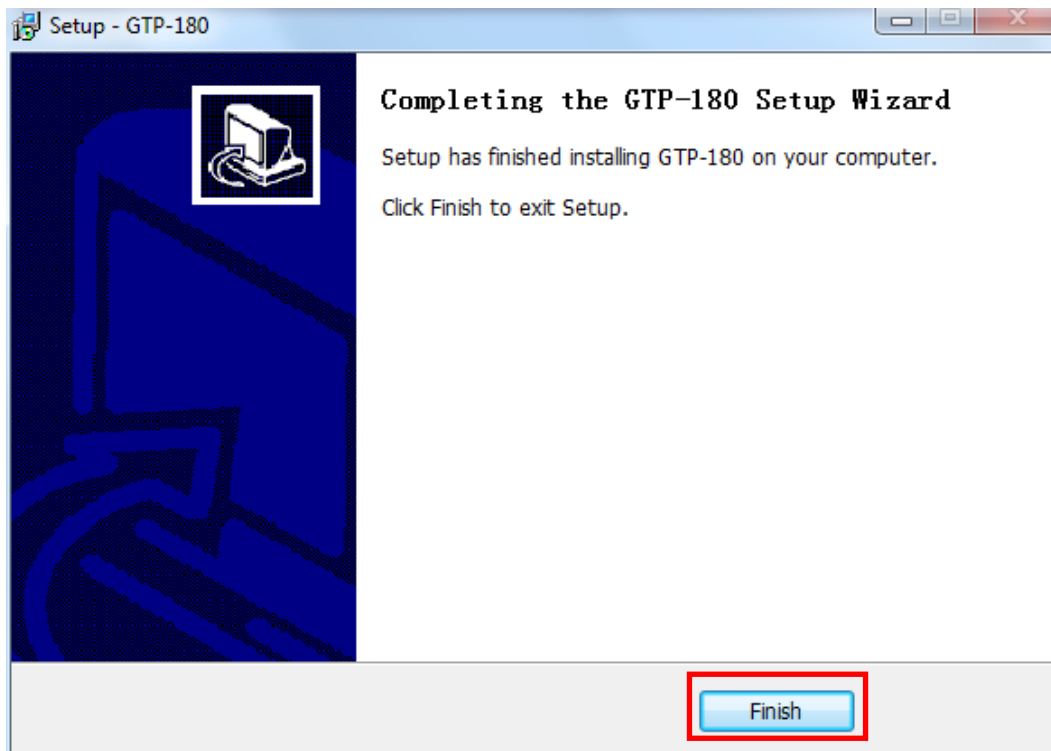 Setup - GTP-180
Completing the GTP-180 Setup Wizard
Setup has finished installing GTP-180 on your computer.
Click Finish to exit Setup.
Finish